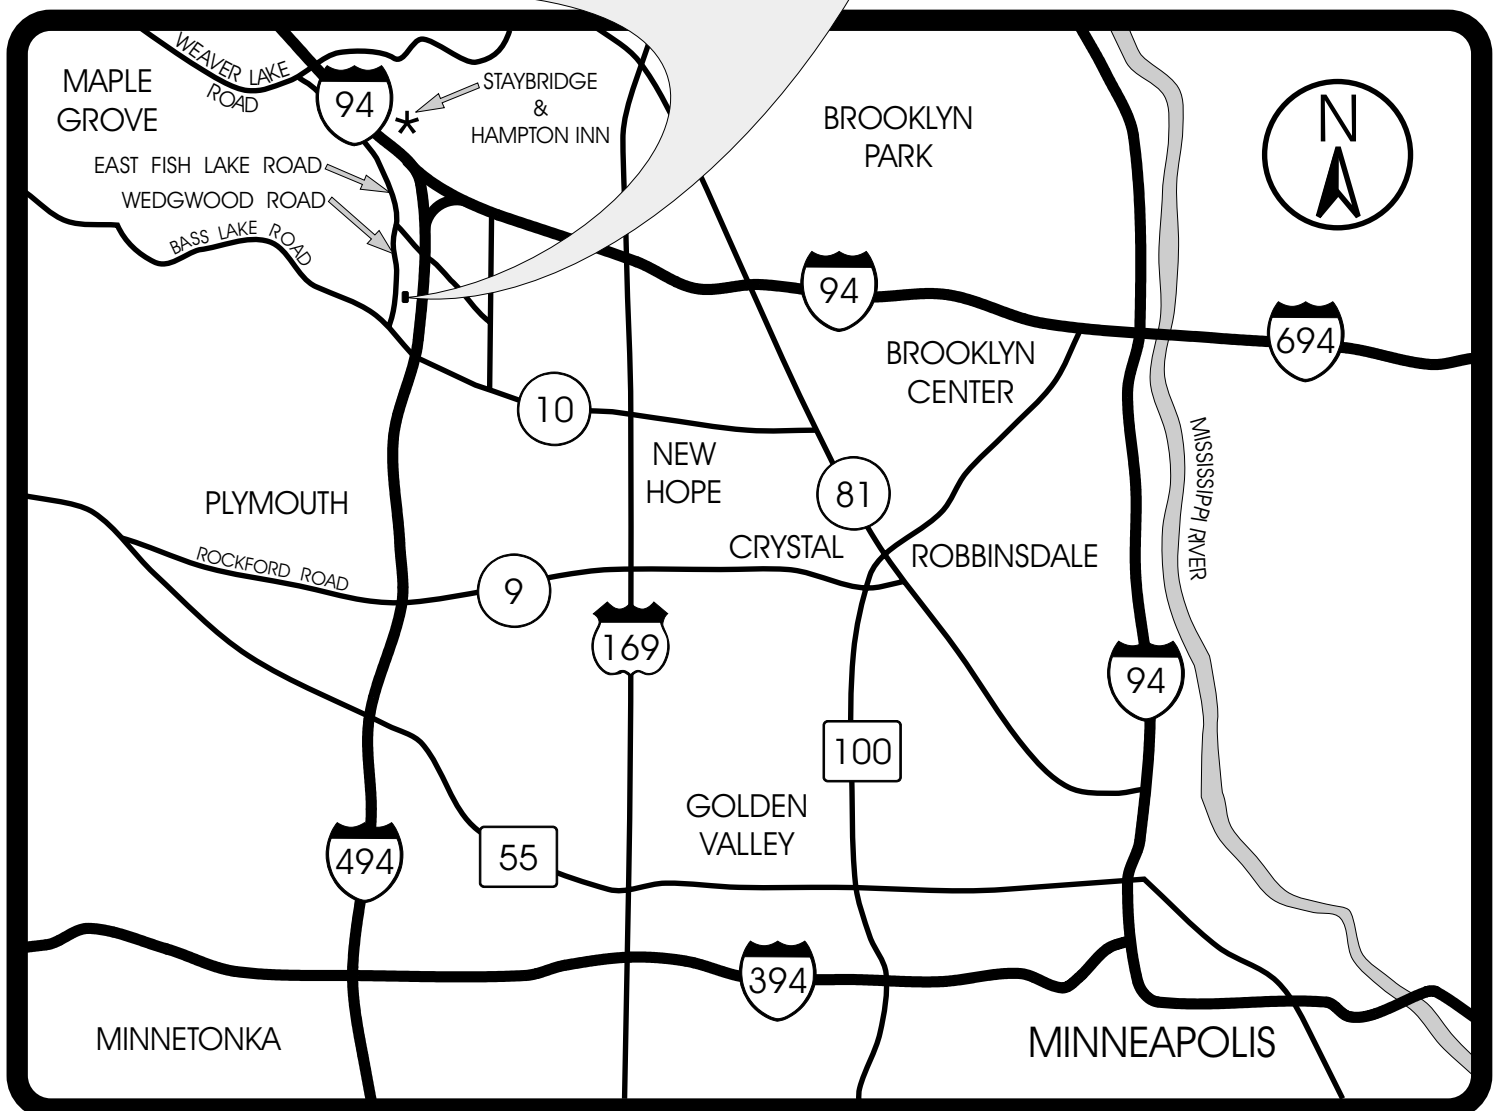 WEAVER LAKE
ROAD
MAPLE
GROVE
94
STAYBRIDGE
&
HAMPTON INN
*
EAST FISH LAKE ROAD
WEDGWOOD ROAD
BASS LAKE ROAD
BROOKLYN
PARK
N
94
694
BROOKLYN
CENTER
10
NEW
HOPE
81
MISSISSIPPI RIVER
PLYMOUTH
CRYSTAL
ROBBINSDALE
ROCKFORD ROAD
9
169
94
100
GOLDEN
VALLEY
494
55
394
MINNETONKA
MINNEAPOLIS